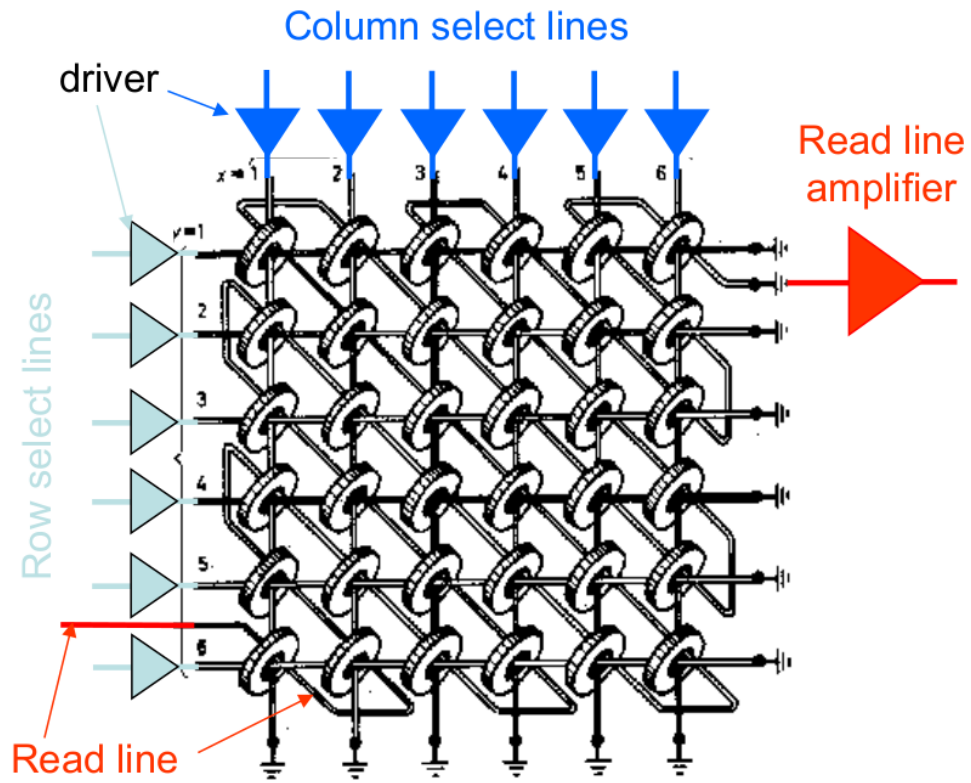 Column select lines
driver
Read line
amplifier
x = 1 2 3 4 5 6
y=1
2
3
4
5
6
Row select lines
Read line